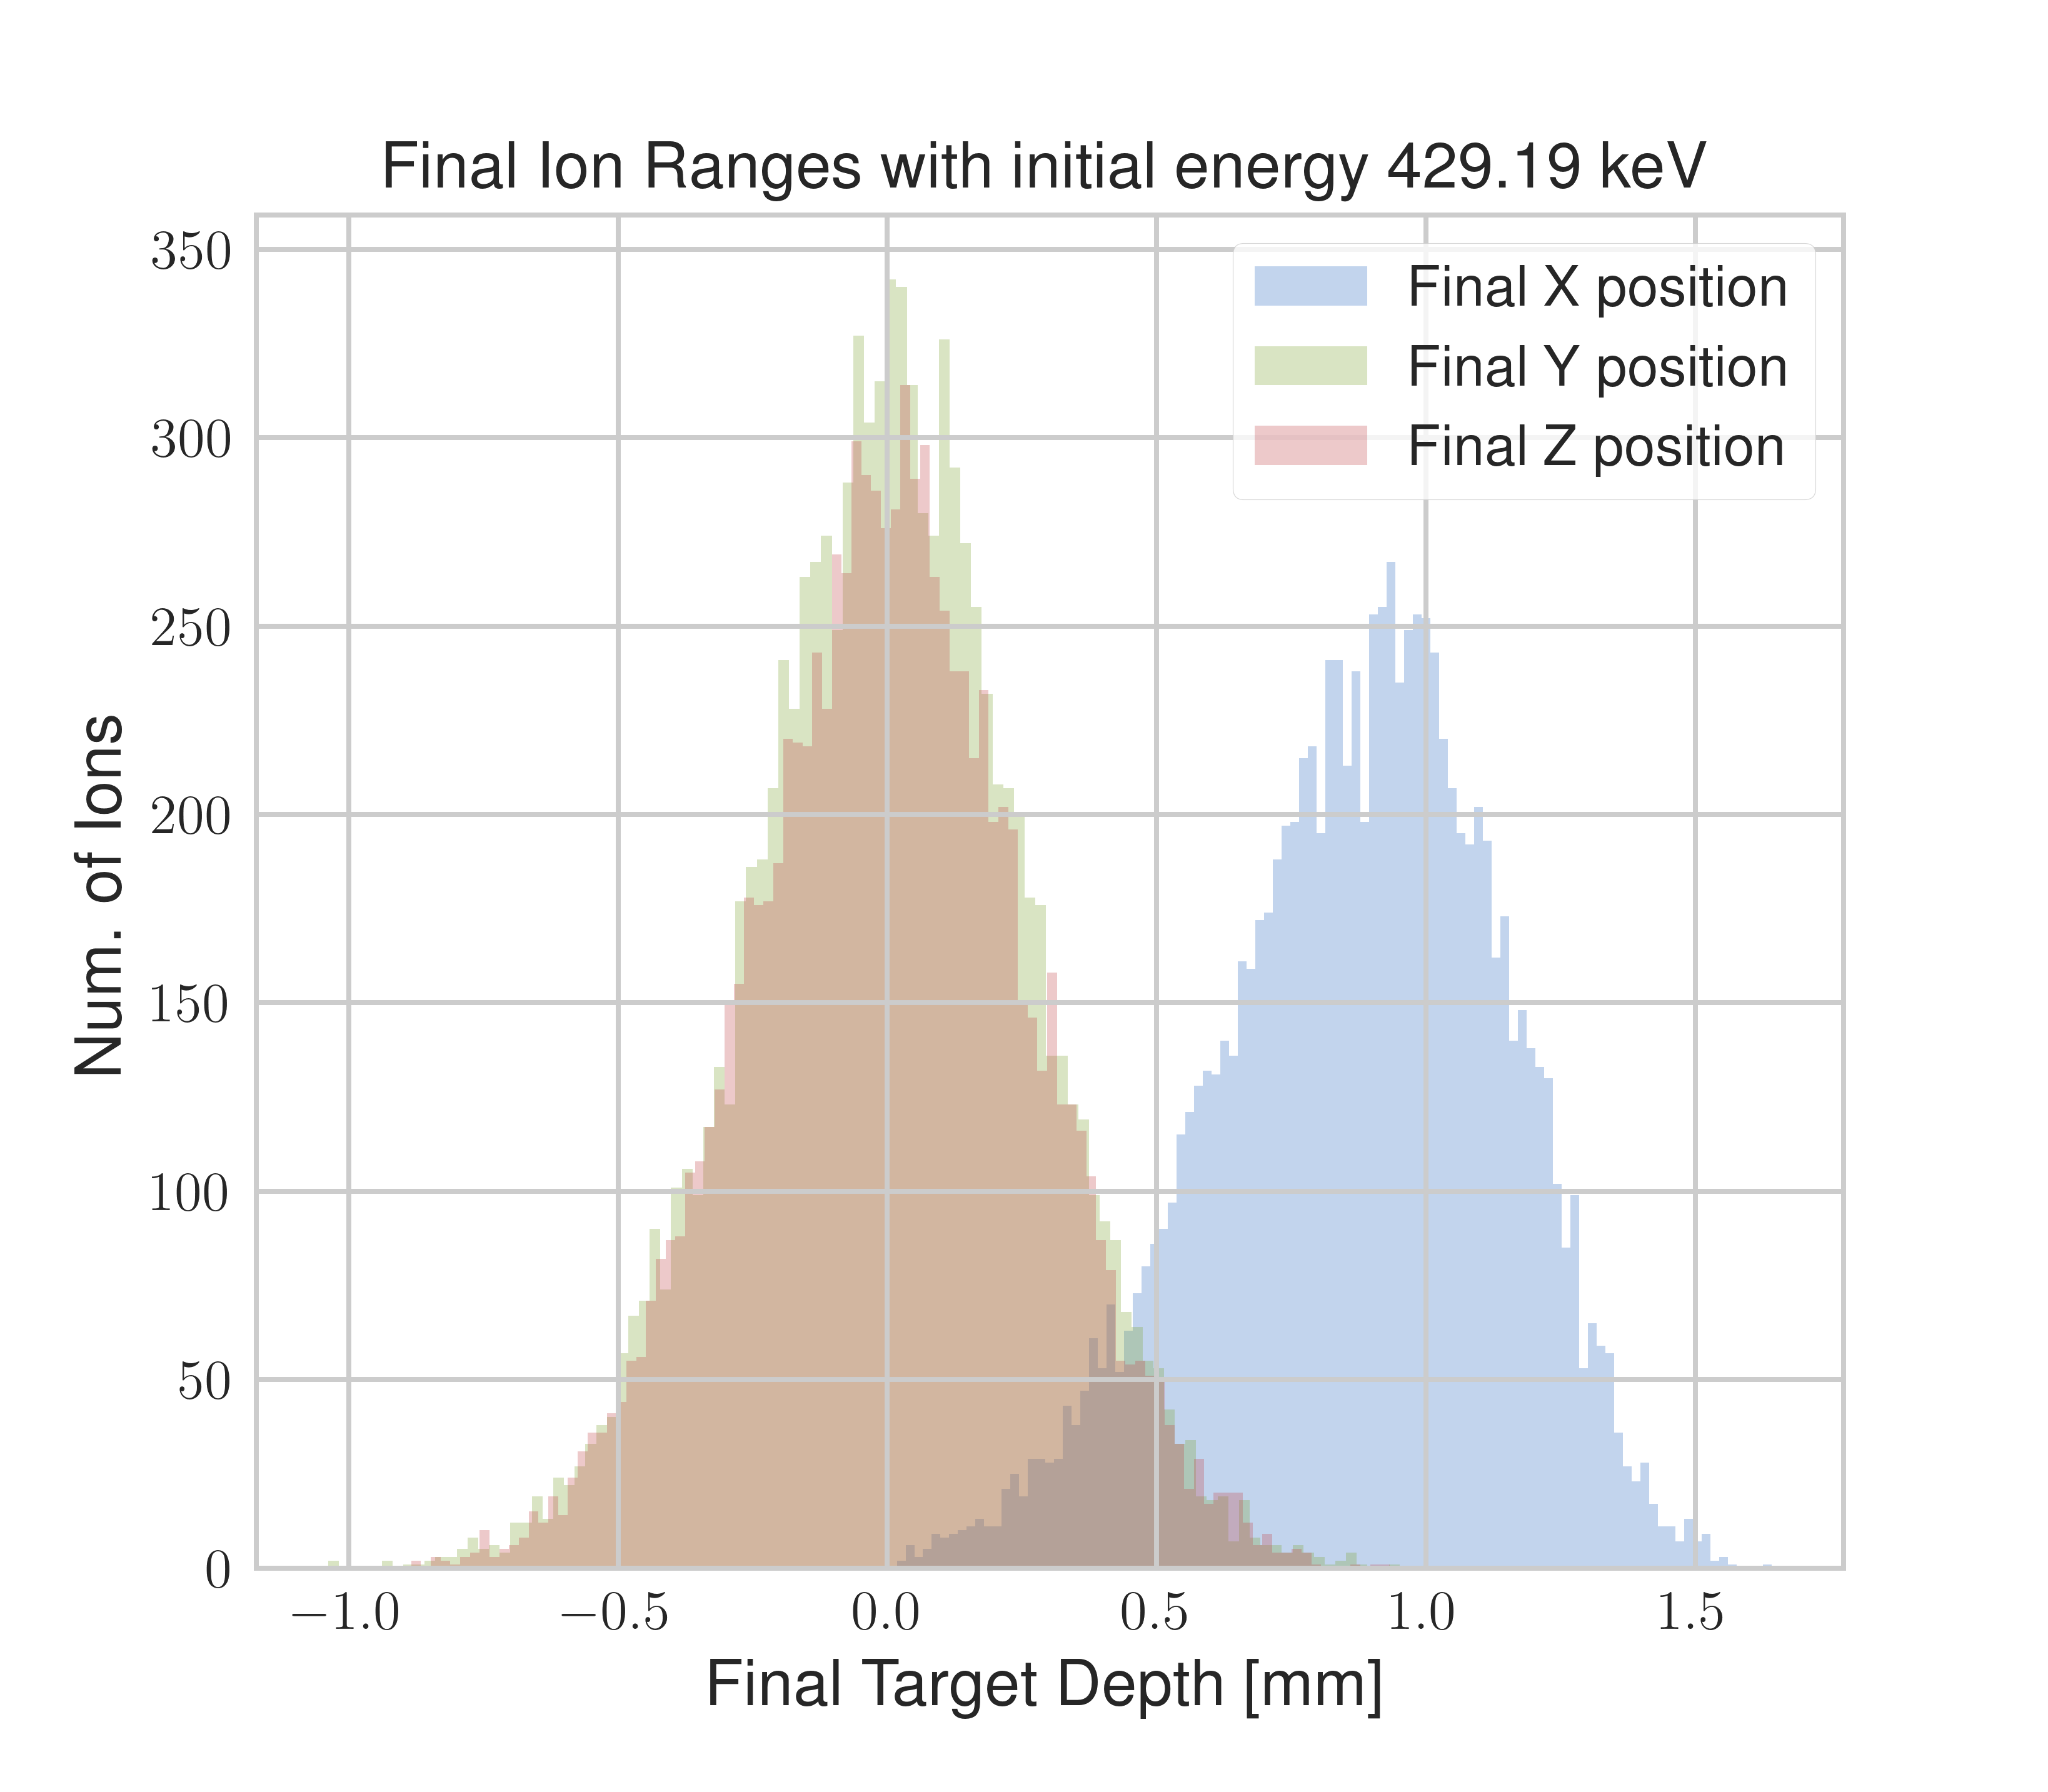 Final Ion Ranges with initial energy 429.19 keV
350
300
250
200
150
100
50
0
Num. of Ions
Final X position
Final Y position
Final Z position
−1.0 −0.5 0.0 0.5 1.0 1.5
Final Target Depth [mm]